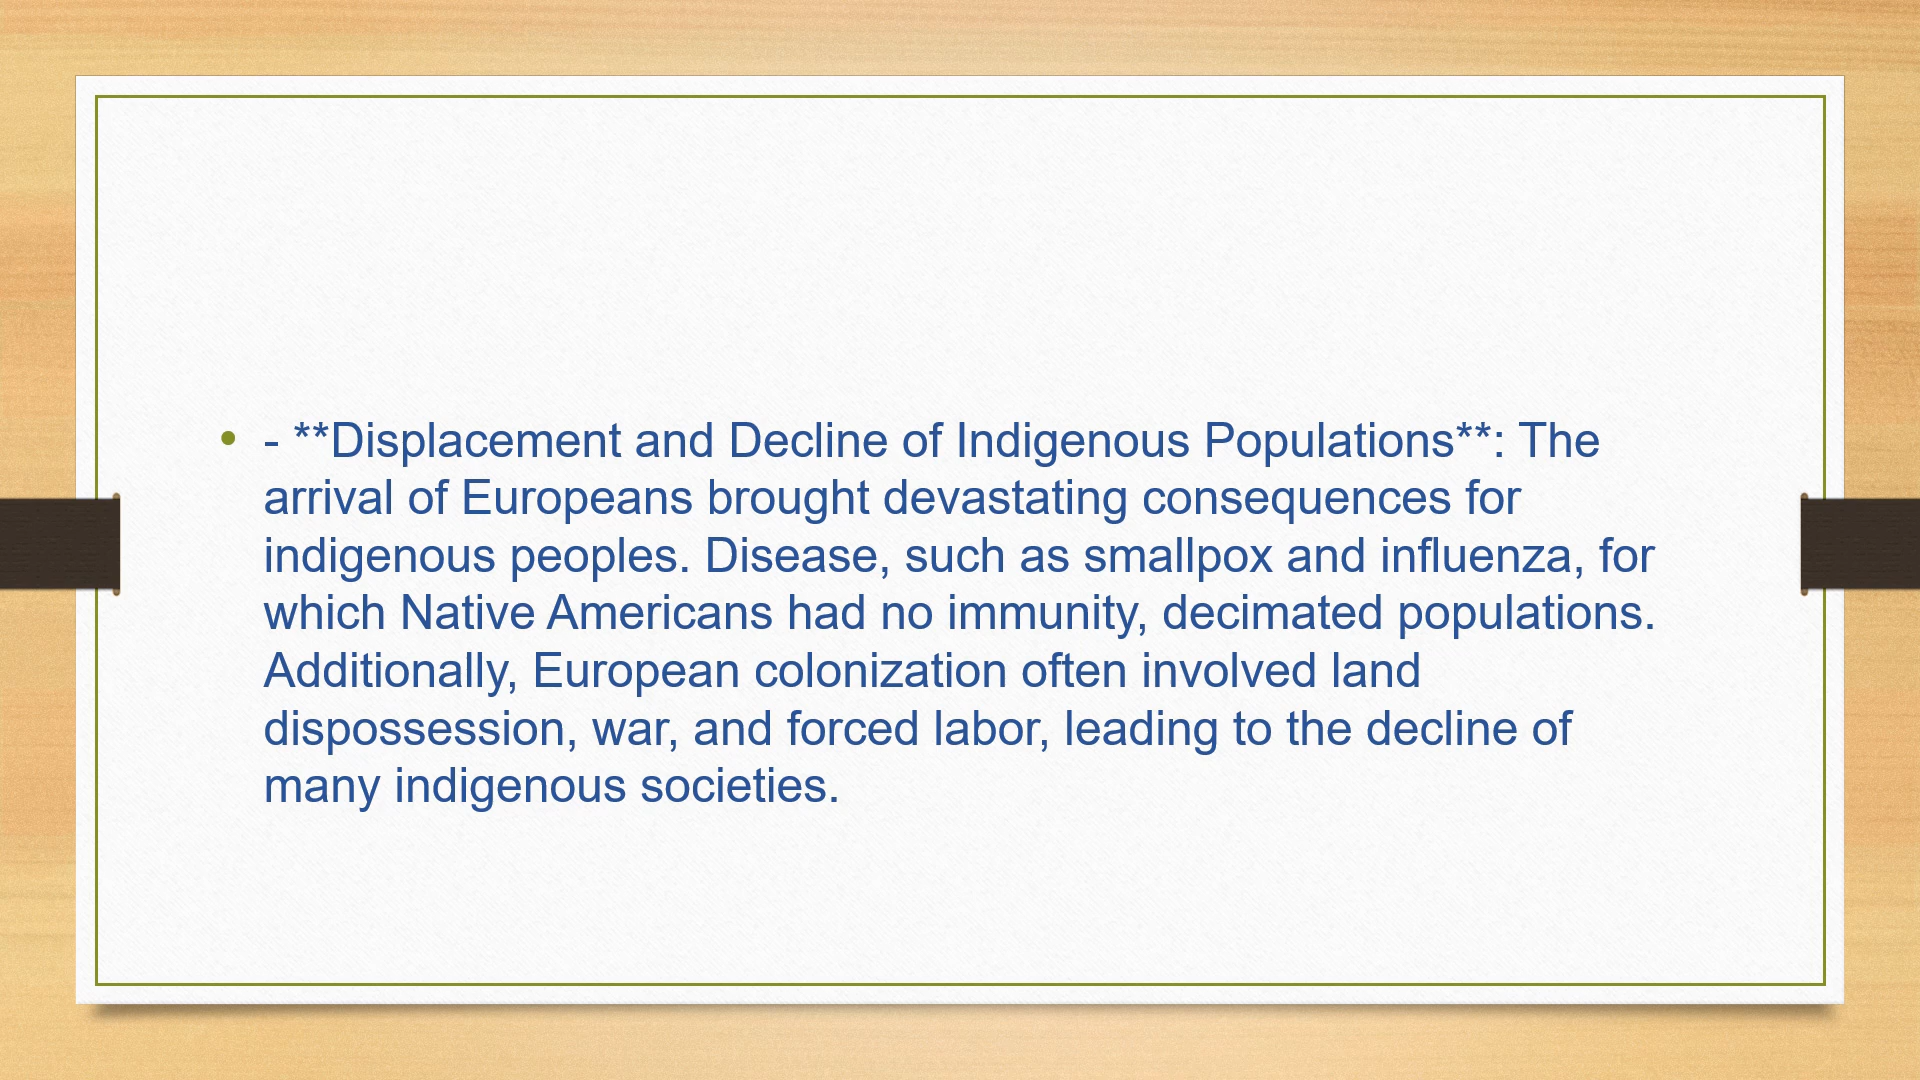 • - **Displacement and Decline of Indigenous Populations**: The
arrival of Europeans brought devastating consequences for
indigenous peoples. Disease, such as smallpox and influenza, for
which Native Americans had no immunity, decimated populations.
Additionally, European colonization often involved land
dispossession, war, and forced labor, leading to the decline of
many indigenous societies.